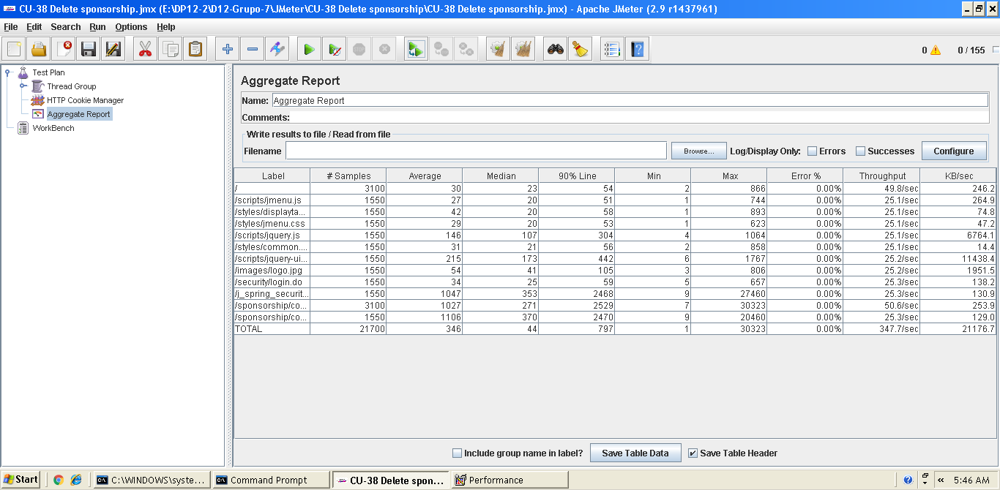 CU-38 Delete sponsorship.jmx (E:\DP12-2\D12-Grupo-7\JMeter\CU-38 Delete sponsorship\CU-38 Delete sponsorship.jmx) - Apache JMeter (2.9 r1437961)
File Edit Search Run Options Help
0 0 / 155
Test Plan
Thread Group
HTTP Cookie Manager
Aggregate Report
WorkBench
Aggregate Report
Name: Aggregate Report
Comments:
Write results to file / Read from file
Filename Browse... Log/Display Only: Errors Successes Configure
Label # Samples Average Median 90% Line Min Max Error % Throughput KB/sec
/ 3100 30 23 54 2 866 0.00% 49.8/sec 246.2
/scripts/jmenu.js 1550 27 20 51 1 744 0.00% 25.1/sec 264.9
/styles/displayta... 1550 42 20 58 1 893 0.00% 25.1/sec 74.8
/styles/jmenu.css 1550 29 20 53 1 623 0.00% 25.1/sec 47.2
/scripts/jquery.js 1550 146 107 304 4 1064 0.00% 25.1/sec 6764.1
/styles/common.... 1550 31 21 56 2 858 0.00% 25.1/sec 14.4
/scripts/jquery-ui... 1550 215 173 442 6 1767 0.00% 25.2/sec 11438.4
/images/logo.jpg 1550 54 41 105 3 806 0.00% 25.2/sec 1951.5
/security/login.do 1550 34 25 59 5 657 0.00% 25.3/sec 138.2
/j_spring_securit... 1550 1047 353 2468 9 27460 0.00% 25.3/sec 130.9
/sponsorship/co... 3100 1027 271 2529 7 30323 0.00% 50.6/sec 253.9
/sponsorship/co... 1550 1106 370 2470 9 20460 0.00% 25.3/sec 129.0
TOTAL 21700 346 44 797 1 30323 0.00% 347.7/sec 21176.7
Include group name in label? Save Table Data Save Table Header
Start C:\WINDOWS\syste... Command Prompt CU-38 Delete spon... Performance 5:46 AM